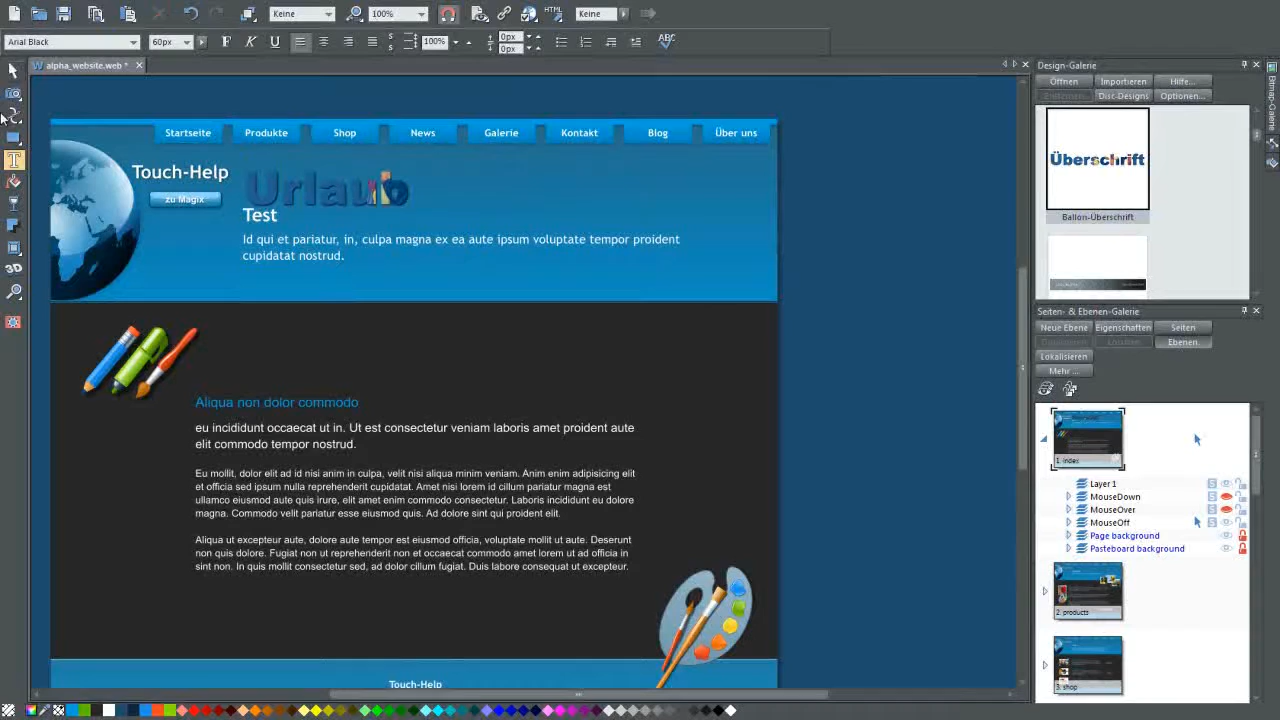 Keine
100%
HTML
Keine
Arial Black
60px
100%
0px
0px
ABC
alpha_website.web *
Design-Galerie
Öffnen
Importieren
Hilfe...
Entfernen
Disc-Designs
Optionen...
Bitmap-Galerie
Überschrift
Ballon-Überschrift
Startseite
Produkte
Shop
News
Galerie
Kontakt
Blog
Über uns
Touch-Help
zu Magix
Urlaub
Test
Id qui et pariatur, in, culpa magna ex ea aute ipsum voluptate tempor proident
cupidatat nostrud.
Seiten- & Ebenen-Galerie
Neue Ebene
Eigenschaften
Seiten
Ebenen.
Lokalisieren
Mehr ...
1. index
Layer 1
MouseDown
MouseOver
MouseOff
Page background
Pasteboard background
2. products
3. shop
Aliqua non dolor commodo
eu incididunt occaecat ut in. Ut est consectetur veniam laboris amet proident aute
elit commodo tempor nostrud.
Eu mollit, dolor elit ad id nisi anim in culpa, velit nisi aliqua minim veniam. Anim enim adipisicing elit
et officia sed ipsum nulla reprehenderit cupidatat. Amet nisi lorem id cillum pariatur magna est
ullamco eiusmod aute quis irure, elit amet enim commodo consectetur. Laboris incididunt eu dolore
magna. Commodo velit pariatur esse eiusmod quis. Ad dolore sint qui proident elit.
Aliqua ut excepteur aute, dolore aute tempor est eiusmod officia, voluptate mollit ut aute. Deserunt
non quis dolore. Fugiat non ut reprehenderit non et occaecat commodo amet lorem ut ad officia in
sint non. In quis mollit consectetur sed, ad dolor cillum fugiat. Duis labore consequat ut excepteur.
Touch-Help
3D